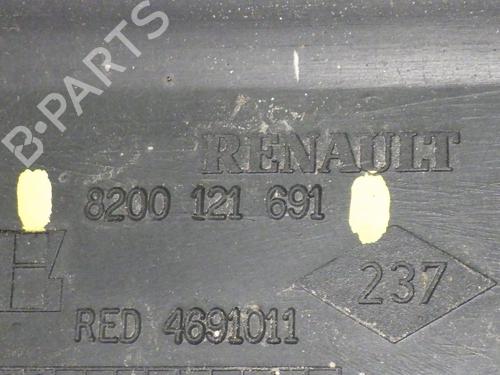 B-PARTS
RENAULT
8200 121 691
237
RED 4691011